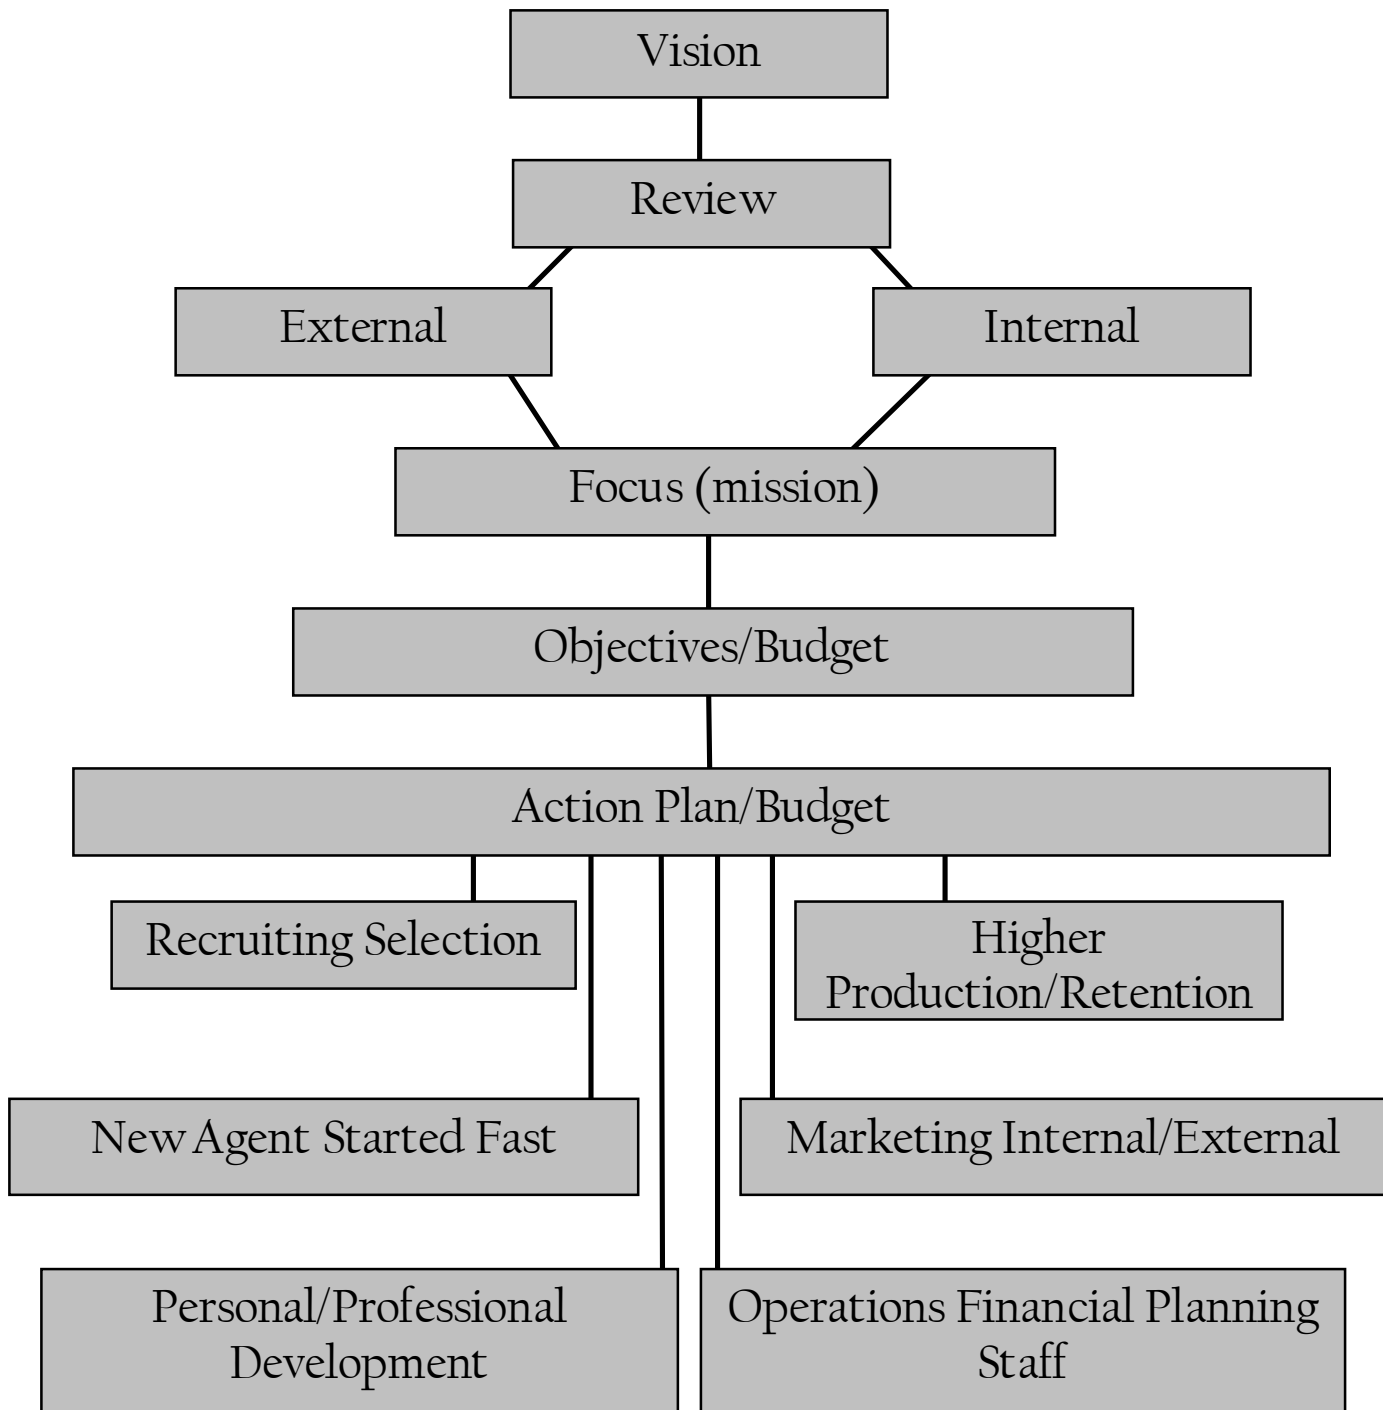 Vision
Review
External
Internal
Focus (mission)
Objectives/Budget
Action Plan/Budget
Recruiting Selection
Higher
Production/Retention
New Agent Started Fast
Marketing Internal/External
Personal/Professional
Development
Operations Financial Planning
Staff